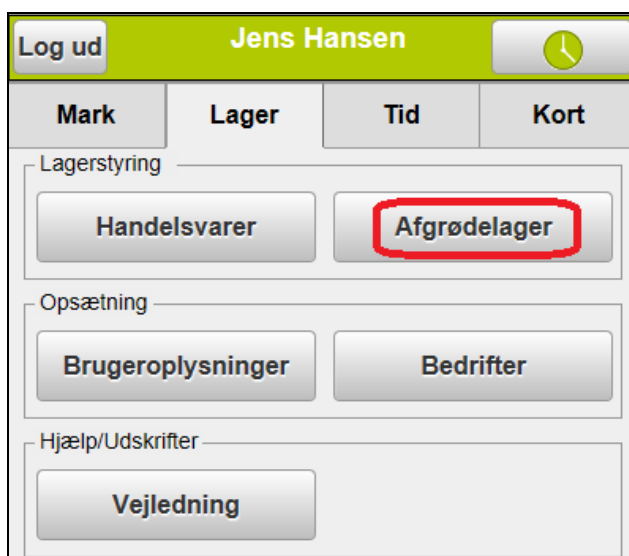 Log ud Jens Hansen
Mark Lager Tid Kort
Lagerstyring
Handelsvarer Afgrødelager
Opsætning
Brugeroplysninger Bedrifter
Hjælp/Udskrifter
Vejledning